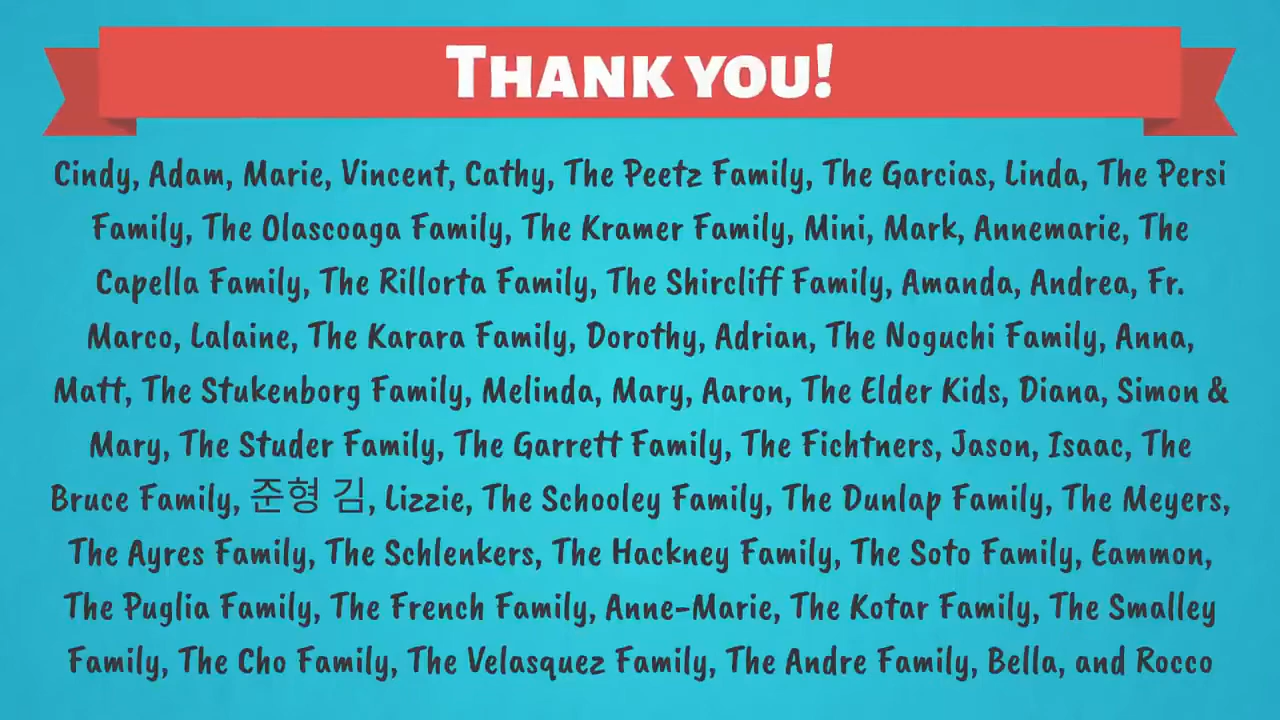 THANK YOU!
Cindy, Adam, Marie, Vincent, Cathy, The Peetz Family, The Garcias, Linda, The Persi
Family, The Olascoaga Family, The Kramer Family, Mini, Mark, Annemarie, The
Capella Family, The Rillorta Family, The Shircliff Family, Amanda, Andrea, Fr.
Marco, Lalaine, The Karara Family, Dorothy, Adrian, The Noguchi Family, Anna,
Matt, The Stukenborg Family, Melinda, Mary, Aaron, The Elder Kids, Diana, Simon &
Mary, The Studer Family, The Garrett Family, The Fichtners, Jason, Isaac, The
Bruce Family, 준형 김, Lizzie, The Schooley Family, The Dunlap Family, The Meyers,
The Ayres Family, The Schlenkers, The Hackney Family, The Soto Family, Eammon,
The Puglia Family, The French Family, Anne-Marie, The Kotar Family, The Smalley
Family, The Cho Family, The Velasquez Family, The Andre Family, Bella, and Rocco